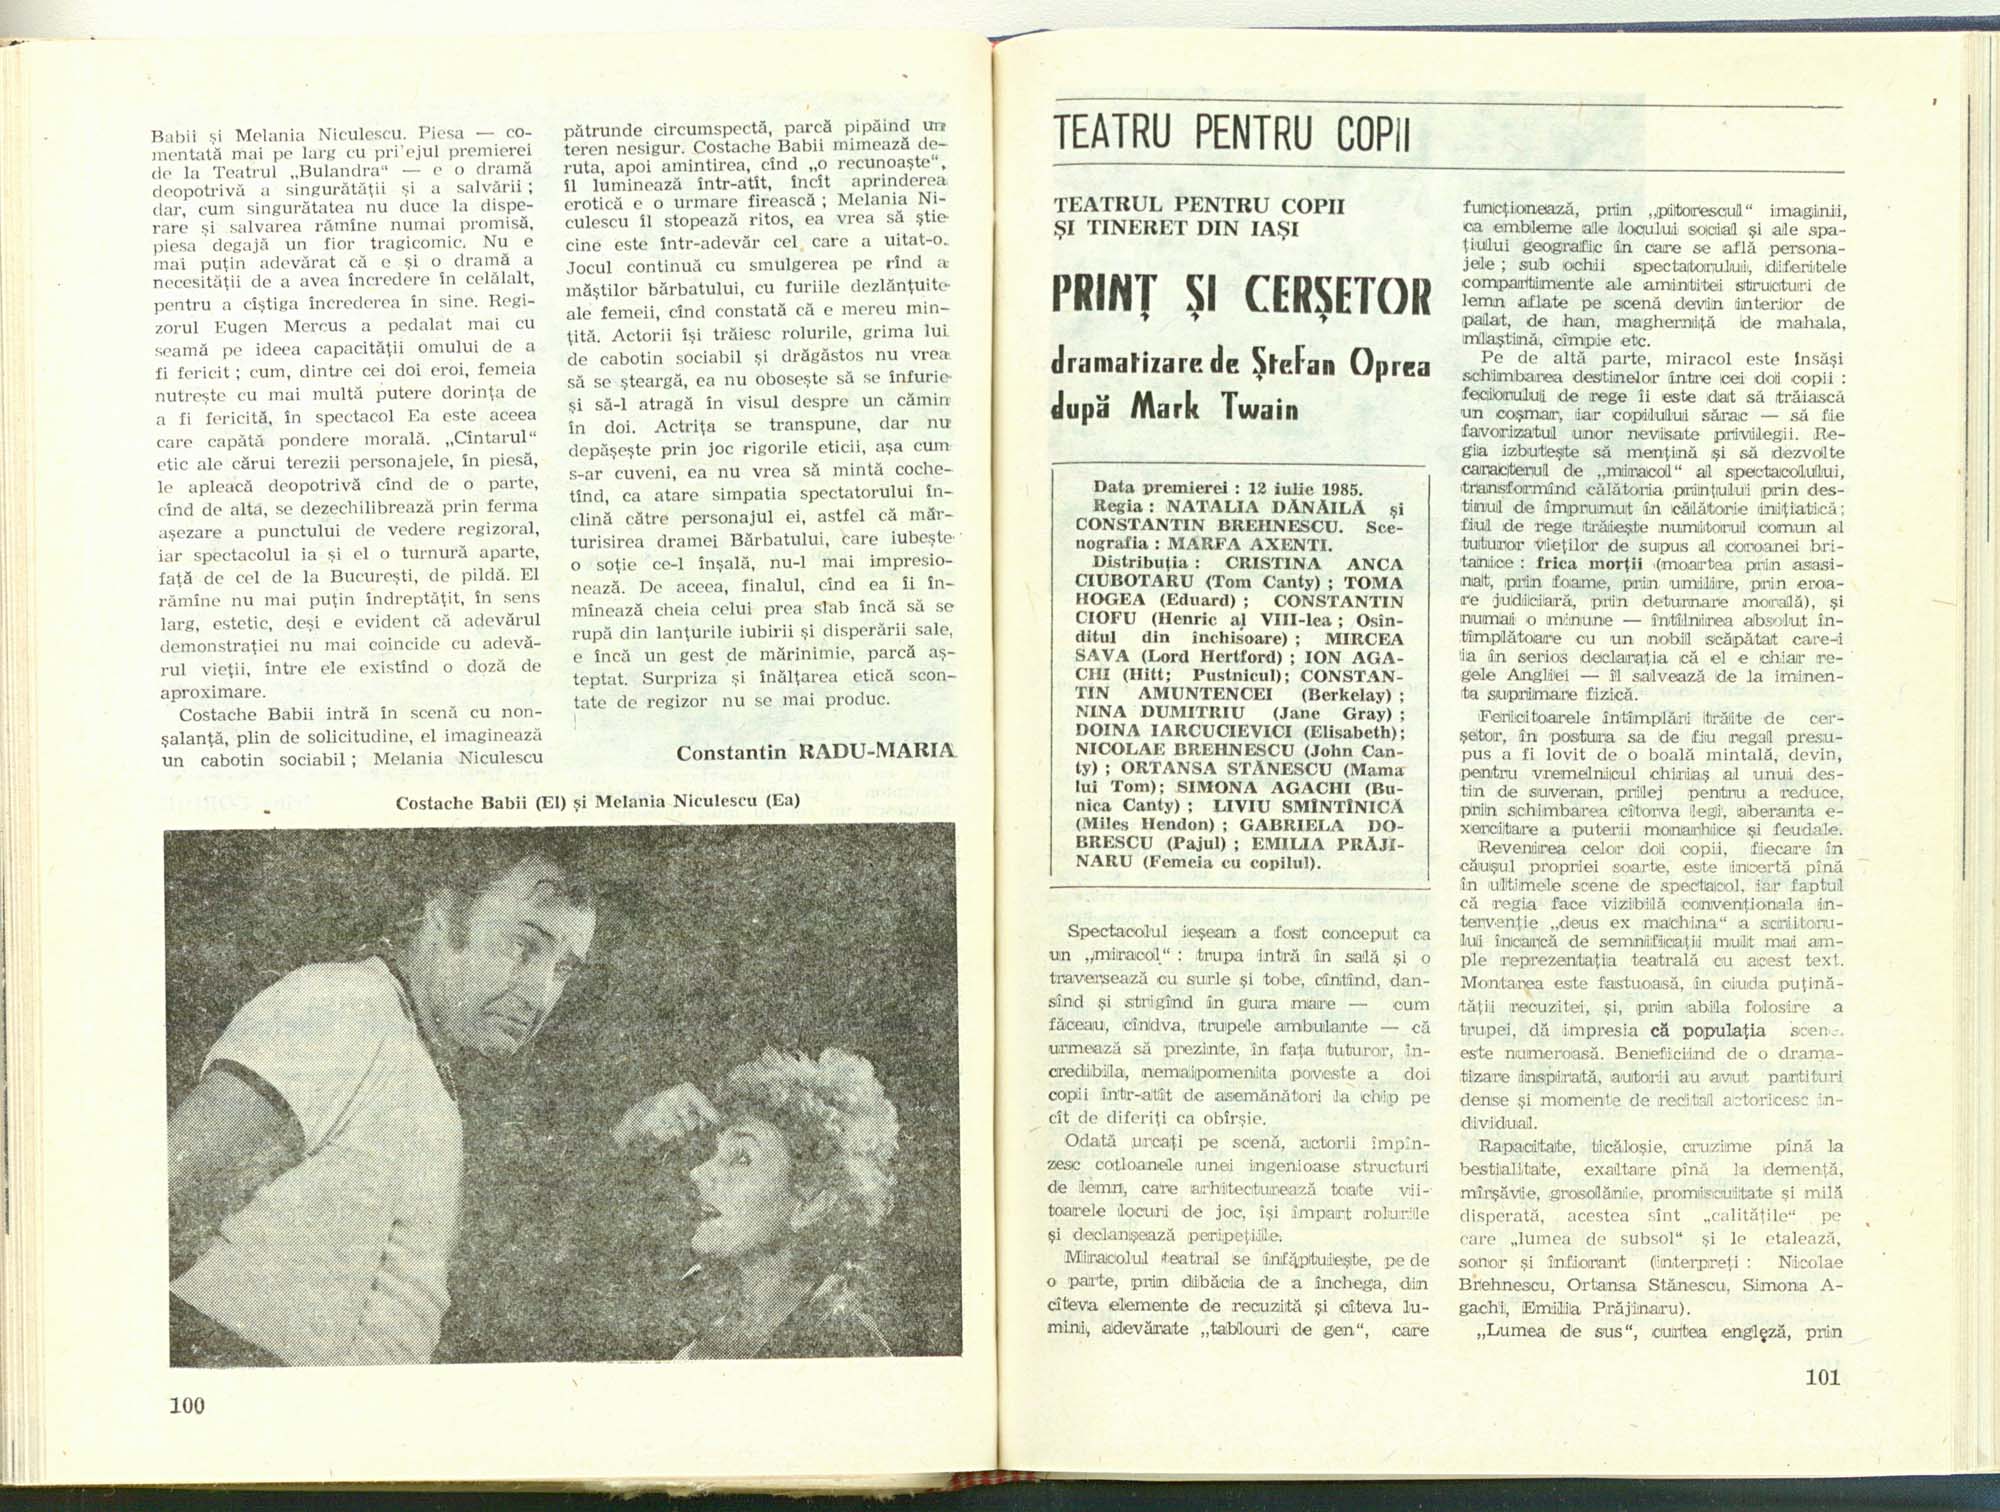 Babii și Melania Niculescu. Piesa — co-
mentată mai pe larg cu pri'ejul premierei
de la Teatrul „Bulandra“ — e o dramă
deopotrivă a singurătății și a salvării ;
dar, cum singurătatea nu duce la dispe-
rare și salvarea rămîne numai promisă,
piesa degajă un fior tragicomic. Nu e
mai puțin adevărat că e și o dramă a
necesității de a avea încredere în celălalt,
pentru a cîștiga încrederea în sine. Regi-
zorul Eugen Mercus a pedalat mai cu
seamă pe ideea capacității omului de a
fi fericit ; cum, dintre cei doi eroi, femeia
nutrește cu mai multă putere dorința de
a fi fericită, în spectacol Ea este aceea
care capătă pondere morală. „Cîntarul“
etic ale cărui terezii personajele, în piesă,
le apleacă deopotrivă cînd de o parte,
cînd de alta, se dezechilibrează prin ferma
așezare a punctului de vedere regizoral,
iar spectacolul ia și el o turnură aparte,
față de cel de la București, de pildă. El
rămîne nu mai puțin îndreptățit, în sens
larg, estetic, deși e evident că adevărul
demonstrației nu mai coincide cu adevă-
rul vieții, între ele existînd o doză de
aproximare.
Costache Babii intră în scenă cu non-
șalanță, plin de solicitudine, el imaginează
un cabotin sociabil ; Melania Niculescu
pătrunde circumspectă, parcă pipăind un
teren nesigur. Costache Babii mimează de-
ruta, apoi amintirea, cînd „o recunoaște“,
îl luminează într-atît, încît aprinderea
erotică e o urmare firească ; Melania Ni-
culescu îl stopează ritos, ea vrea să știe
cine este într-adevăr cel care a uitat-o.
Jocul continuă cu smulgerea pe rînd a
măștilor bărbatului, cu furiile dezlănțuite
ale femeii, cînd constată că e mereu min-
țită. Actorii își trăiesc rolurile, grima lui
de cabotin sociabil și drăgăstos nu vrea
să se șteargă, ea nu obosește să se înfurie
și să-l atragă în visul despre un cămin
în doi. Actrița se transpune, dar nu
depășește prin joc rigorile eticii, așa cum
s-ar cuveni, ea nu vrea să mintă coche-
tînd, ca atare simpatia spectatorului în-
clină către personajul ei, astfel că măr-
turisirea dramei Bărbatului, care iubește
o soție ce-l înșală, nu-l mai impresio-
nează. De aceea, finalul, cînd ea îi în-
mînează cheia celui prea slab încă să se
rupă din lanțurile iubirii și disperării sale,
e încă un gest de mărinimie, parcă aș-
teptat. Surpriza și înălțarea etică scon-
tate de regizor nu se mai produc.
Constantin RADU-MARIA
Costache Babii (El) și Melania Niculescu (Ea)
100
TEATRU PENTRU COPII
TEATRUL PENTRU COPII
ȘI TINERET DIN IAȘI
PRINȚ ȘI CERȘETOR
dramatizare de Ștefan Oprea
după Mark Twain
Data premierei : 12 iulie 1985.
Regia : NATALIA DĂNĂILĂ și
CONSTANTIN BREHNESCU. Sce-
nografia : MARFA AXENTI.
Distribuția : CRISTINA ANCA
CIUBOTARU (Tom Canty) ; TOMA
HOGEA (Eduard) ; CONSTANTIN
CIOFU (Henric al VIII-lea ; Osîn-
ditul din închisoare) ; MIRCEA
SAVA (Lord Hertford) ; ION AGA-
CHI (Hitt; Pustnicul); CONSTAN-
TIN AMUNTENCEI (Berkelay) ;
NINA DUMITRIU (Jane Gray) ;
DOINA IARCUCIEVICI (Elisabeth);
NICOLAE BREHNESCU (John Can-
ty) ; ORTANSA STĂNESCU (Mama
lui Tom); SIMONA AGACHI (Bu-
nica Canty) ; LIVIU SMÎNTÎNICĂ
(Miles Hendon) ; GABRIELA DO-
BRESCU (Pajul) ; EMILIA PRĂJI-
NARU (Femeia cu copilul).
Spectacolul ieșean a fost conceput ca
un „miracol“ : trupa intră în sală și o
traversează cu surle și tobe, cîntînd, dan-
sînd și strigînd în gura mare — cum
făceau, cîndva, trupele ambulante — că
urmează să prezinte, în fața tuturor, in-
credibila, nemaipomenita poveste a doi
copii într-atît de asemănători la chip pe
cît de diferiți ca obîrșie.
Odată urcați pe scenă, actorii împîn-
zesc cotloanele unei ingenioase structuri
de lemn, care arhitecturează toate vii-
toarele locuri de joc, își împart rolurile
și declanșează peripețiile.
Miracolul teatral se înfăptuiește, pe de
o parte, prin dibăcia de a închega, din
cîteva elemente de recuzită și cîteva lu-
mini, adevărate „tablouri de gen“, care
funcționează, prin „pitorescul“ imaginii,
ca embleme ale locului social și ale spa-
țiului geografic în care se află persona-
jele ; sub ochii spectatorului, diferitele
compartimente ale amintitei structuri de
lemn aflate pe scenă devin interior de
palat, de han, magherniță de mahala,
mlaștină, cîmpie etc.
Pe de altă parte, miracol este însăși
schimbarea destinelor între cei doi copii :
feciorului de rege îi este dat să trăiască
un coșmar, iar copilului sărac — să fie
favorizatul unor nevisate privilegii. Re-
gia izbutește să mențină și să dezvolte
caracterul de „miracol“ al spectacolului,
transformînd călătoria prințului prin des-
tinul de împrumut în călătorie inițiatică;
fiul de rege trăiește numitorul comun al
tuturor vieților de supus al coroanei bri-
tanice : frica morții (moartea prin asasi-
nat, prin foame, prin umilire, prin eroa-
re judiciară, prin deturnare morală), și
numai o minune — întîlnirea absolut în-
tîmplătoare cu un nobil scăpătat care-i
ia în serios declarația că el e chiar re-
gele Angliei — îl salvează de la iminen-
ta suprimare fizică.
Fericitoarele întîmplări trăite de cer-
șetor, în postura sa de fiu regal presu-
pus a fi lovit de o boală mintală, devin,
pentru vremelnicul chiriaș al unui des-
tin de suveran, prilej pentru a reduce,
prin schimbarea cîtorva legi, aberanta e-
xercitare a puterii monarhice și feudale.
Revenirea celor doi copii, fiecare în
căușul propriei soarte, este incertă pînă
în ultimele scene de spectacol, iar faptul
că regia face vizibilă convenționala in-
tervenție „deus ex machina“ a scriitoru-
lui încarcă de semnificații mult mai am-
ple reprezentația teatrală cu acest text.
Montarea este fastuoasă, în ciuda puțină-
tății recuzitei, și, prin abila folosire a
trupei, dă impresia că populația scene.
este numeroasă. Beneficiind de o drama-
tizare inspirată, autorii au avut partituri
dense și momente de recital actoricesc in-
dividual.
Rapacitate, ticăloșie, cruzime pînă la
bestialitate, exaltare pînă la demență,
mîrșăvie, grosolănie, promiscuitate și milă
disperată, acestea sînt „calitățile“ pe
care „lumea de subsol“ și le etalează,
sonor și înfiorant (interpreți : Nicolae
Brehnescu, Ortansa Stănescu, Simona A-
gachi, Emilia Prăjinaru).
„Lumea de sus“, curtea engleză, prin
101